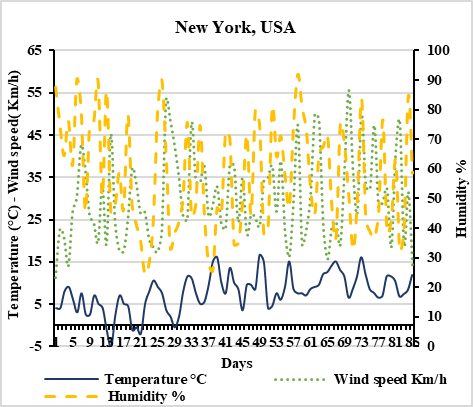 New York, USA
65
55
45
35
25
15
5
-5
Temperature (°C) - Wind speed( Km/h)
100
90
80
70
60
50
40
30
20
10
0
Humidity %
1 5 9 13 17 21 25 29 33 37 41 45 49 53 57 61 65 69 73 77 81 85
Days
Temperature °C
Wind speed Km/h
Humidity %